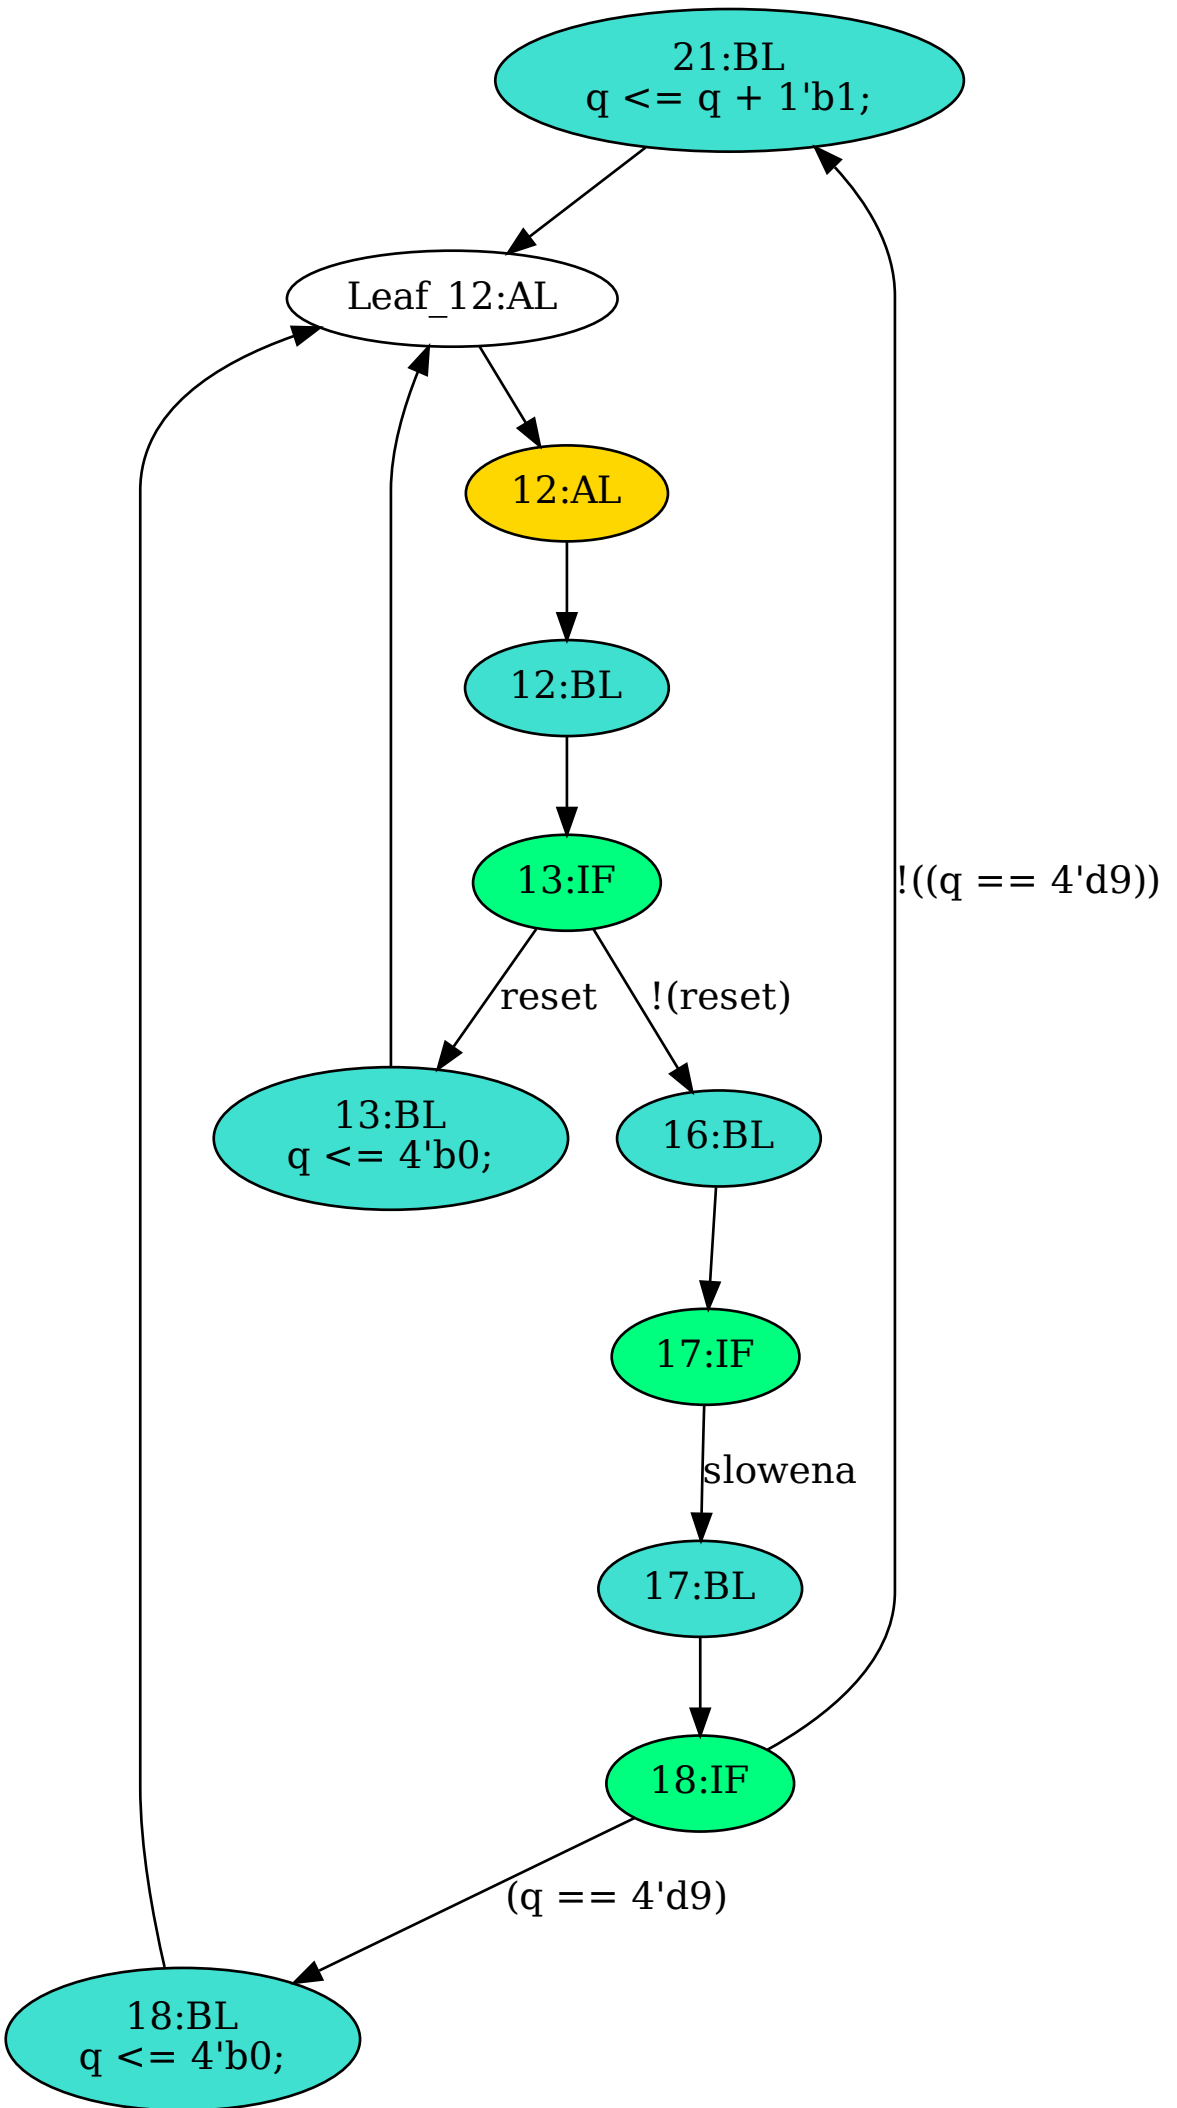 21:BL
q <= q + 1'b1;
Leaf_12:AL
12:AL
12:BL
13:IF
!((q == 4'd9))
reset
!(reset)
13:BL
q <= 4'b0;
16:BL
17:IF
slowena
17:BL
18:IF
(q == 4'd9)
18:BL
q <= 4'b0;